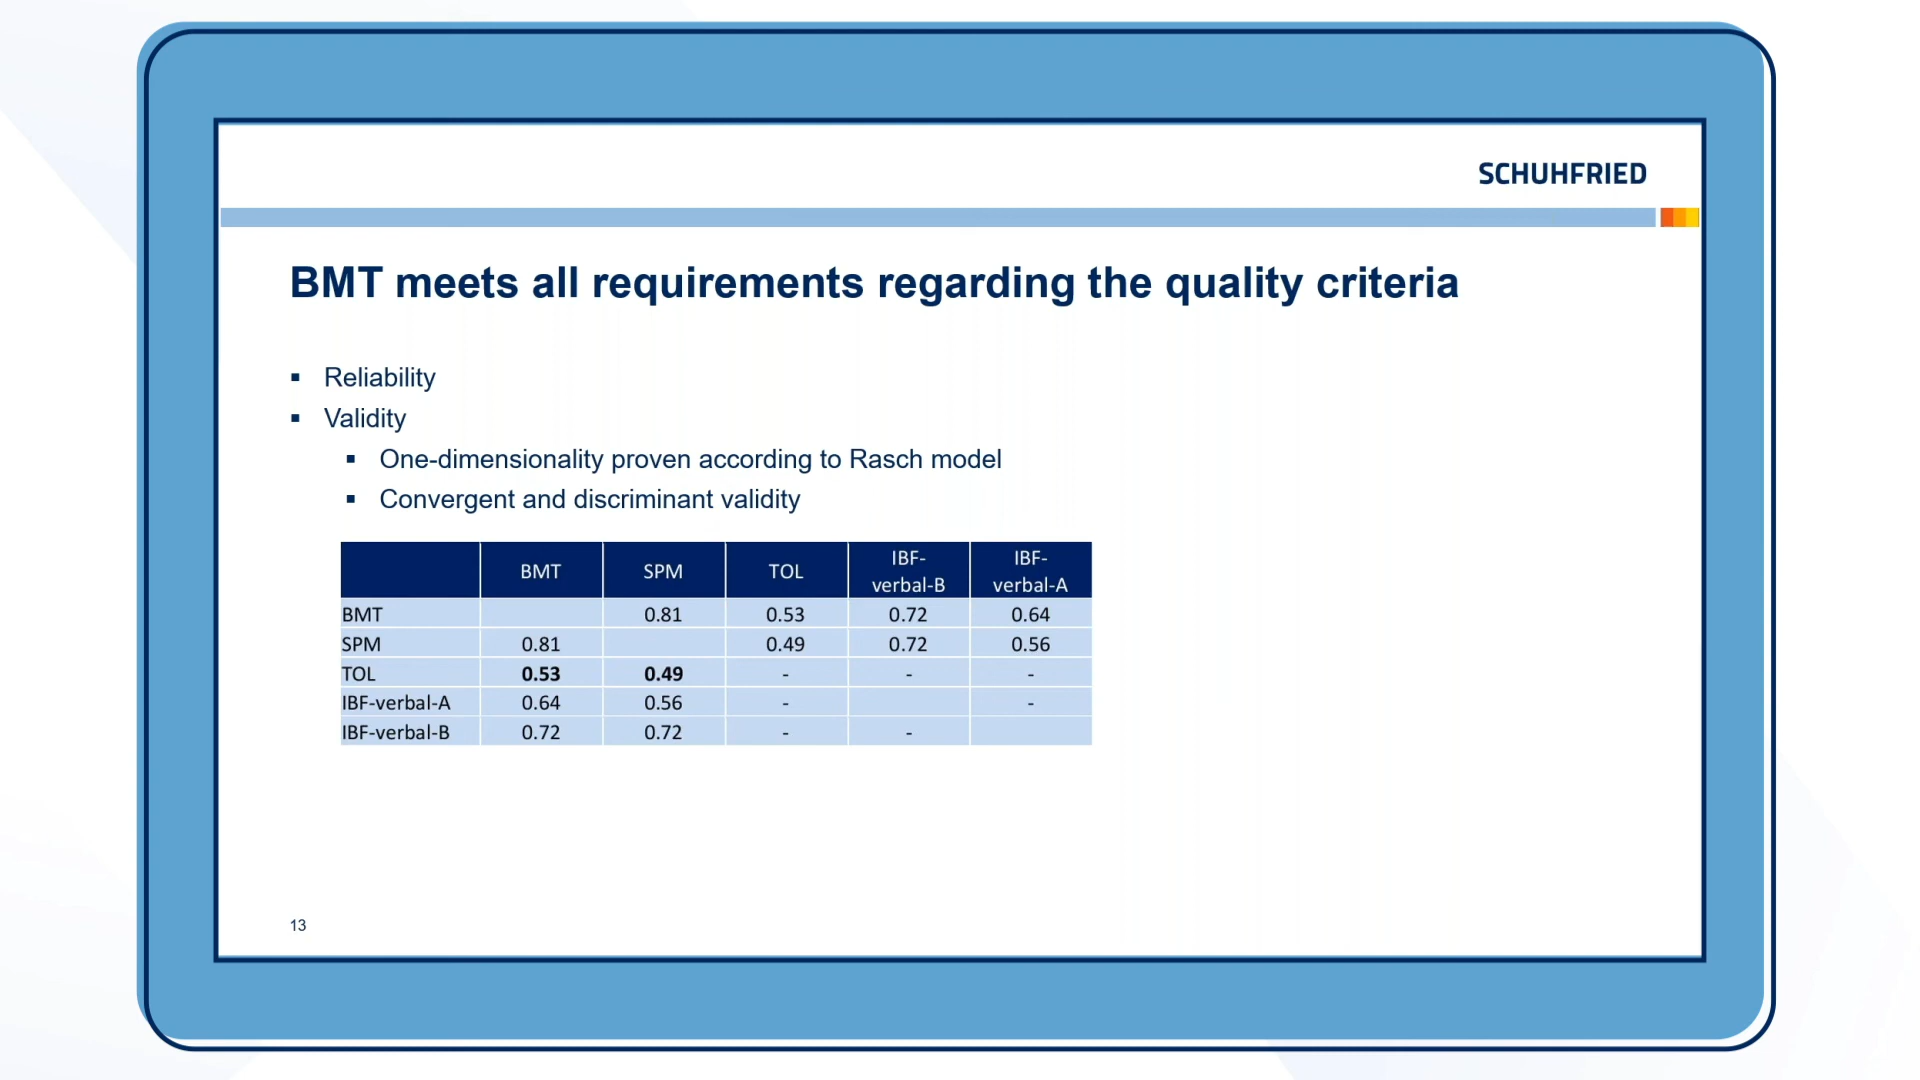 SCHUHFRIED
BMT meets all requirements regarding the quality criteria
▪ Reliability
▪ Validity
▪ One-dimensionality proven according to Rasch model
▪ Convergent and discriminant validity
BMT SPM TOL IBF-verbal-B IBF-verbal-A
BMT 0.81 0.53 0.72 0.64
SPM 0.81 0.49 0.72 0.56
TOL 0.53 0.49 - - -
IBF-verbal-A 0.64 0.56 - -
IBF-verbal-B 0.72 0.72 - -
13